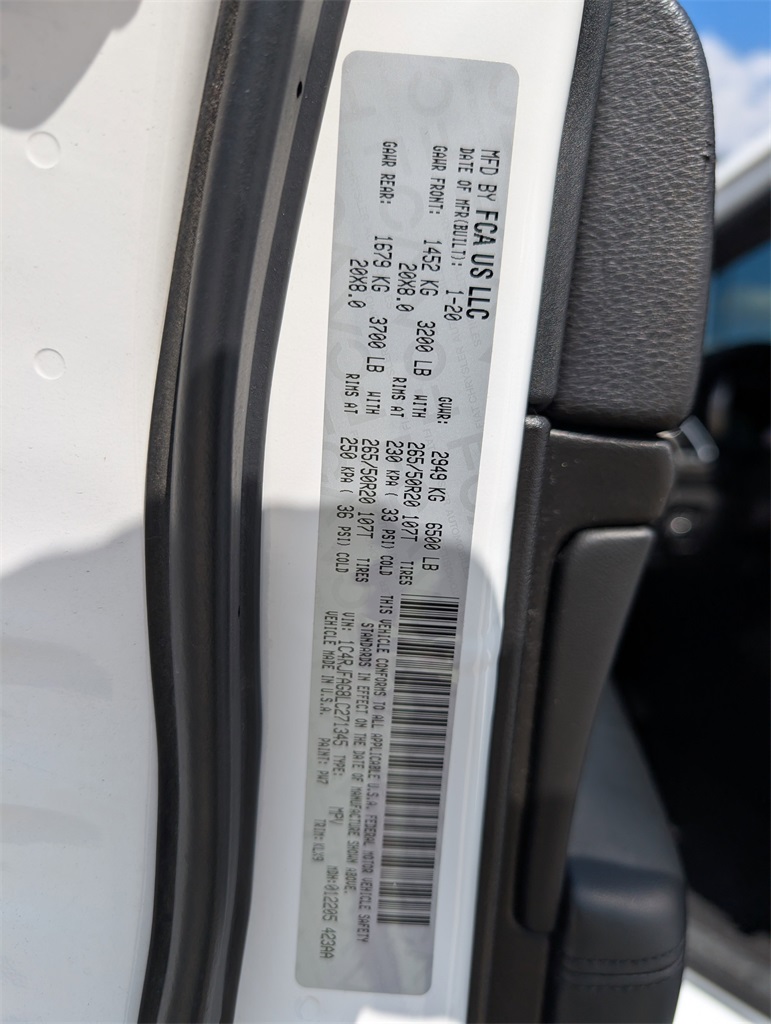 MFD BY FCA US LLC
DATE OF MFR(BUILT): 1-20
GVWR: 2949 KG 6500 LB
GAWR FRONT: 1452 KG 3200 LB WITH 265/50R20 107T TIRES
20X8.0 RIMS AT 230 KPA ( 33 PSI) COLD
GAWR REAR: 1679 KG 3700 LB WITH 265/50R20 107T TIRES
20X8.0 RIMS AT 250 KPA ( 36 PSI) COLD
THIS VEHICLE CONFORMS TO ALL APPLICABLE U.S.A. FEDERAL MOTOR VEHICLE SAFETY
STANDARDS IN EFFECT ON THE DATE OF MANUFACTURE SHOWN ABOVE.
VIN: 1C4RJFAG8LC271345 TYPE: MPV MDH:012205 423AA
VEHICLE MADE IN U.S.A. PAINT: PW7 TRIM: